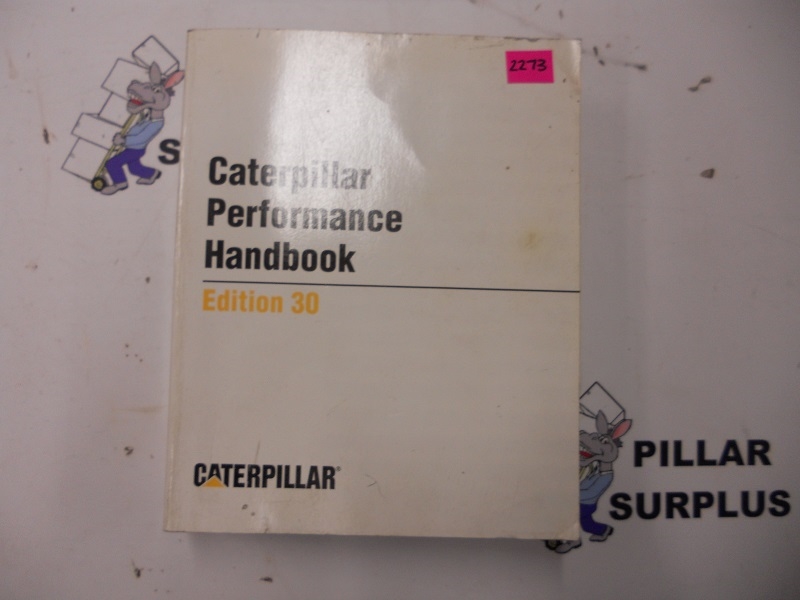 2273
S
Caterpillar
Performance
Handbook
Edition 30
CATERPILLAR®
PILLAR
SURPLUS